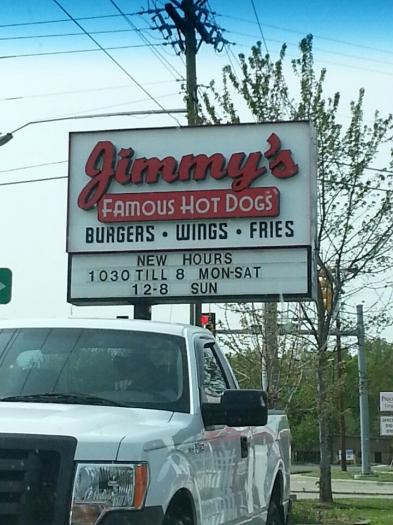 Jimmy's
FAMOUS HOT DOGS
BURGERS • WINGS • FRIES
NEW HOURS
1030 TILL 8 MON-SAT
12-8 SUN